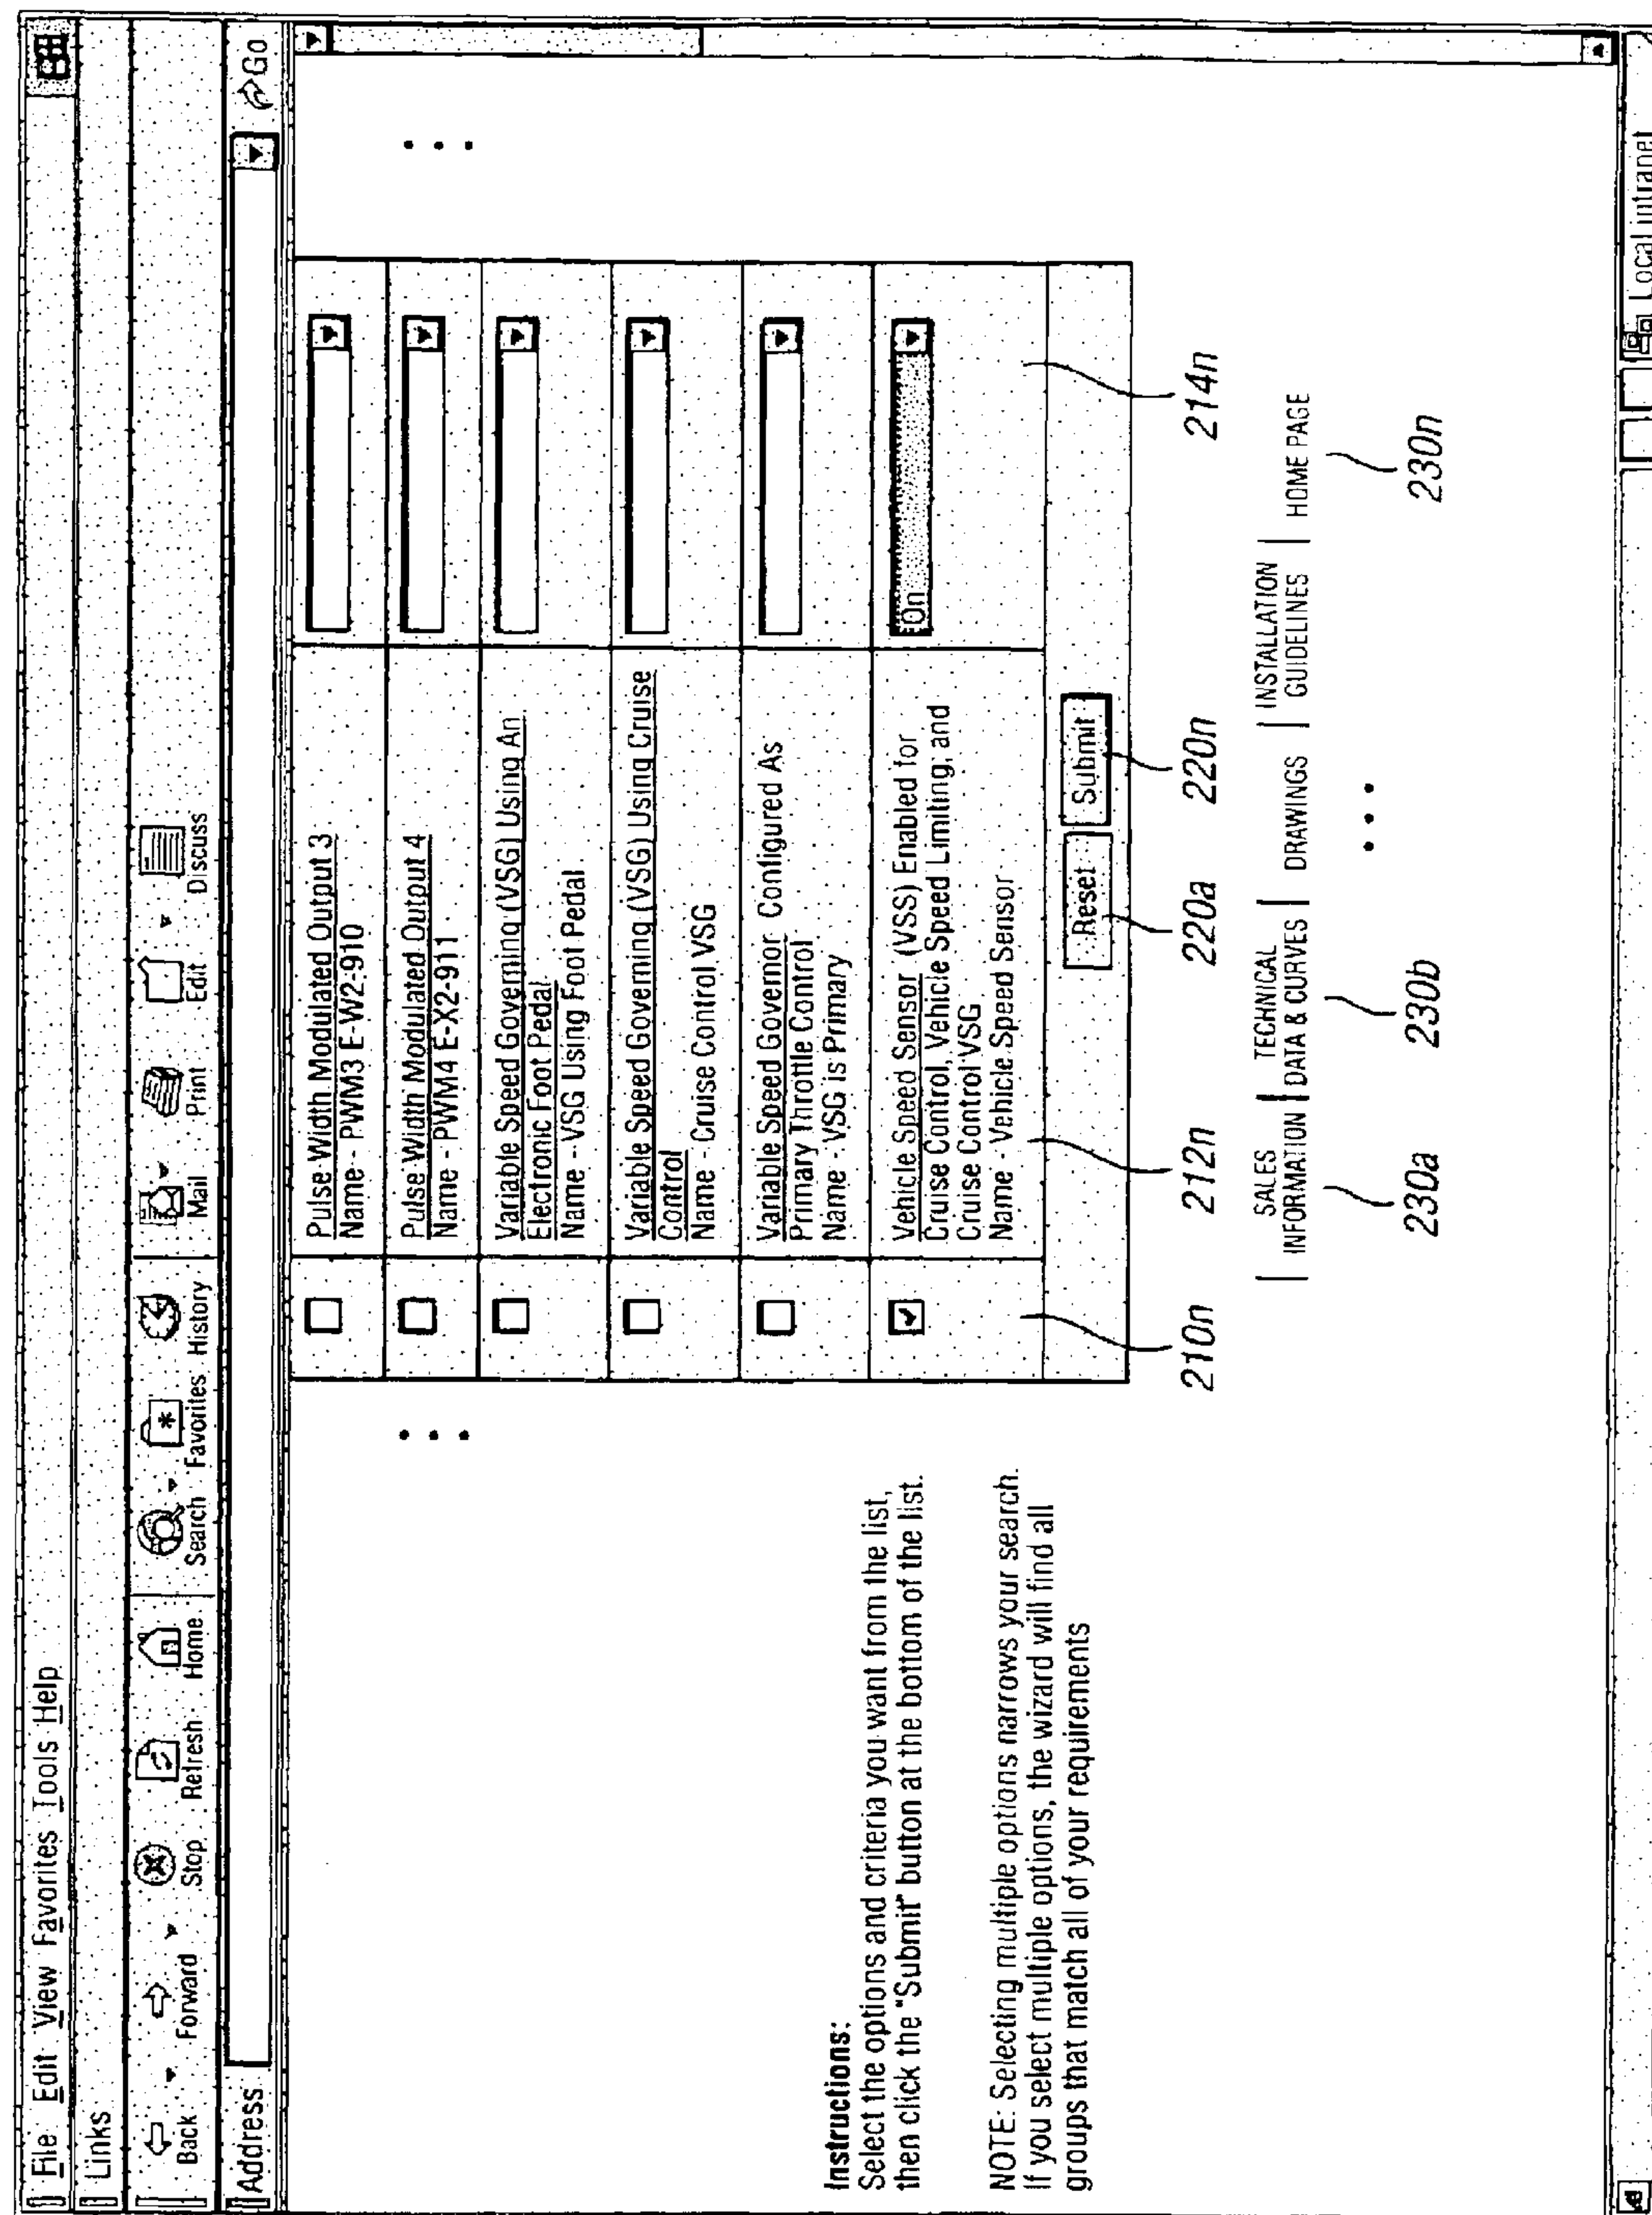 File Edit View Favorites Tools Help
Links
Back Forward Stop Refresh Home Search Favorites History Mail Print Edit Discuss
Address Go
Pulse Width Modulated Output 3
Name - PWM3 E-W2-910
Pulse Width Modulated Output 4
Name - PWM4 E-X2-911
Variable Speed Governing (VSG) Using An
Electronic Foot Pedal
Name - VSG Using Foot Pedal
Variable Speed Governing (VSG) Using Cruise
Control
Name - Cruise Control VSG
Variable Speed Governor Configured As
Primary Throttle Control
Name - VSG is Primary
Vehicle Speed Sensor (VSS) Enabled for
Cruise Control, Vehicle Speed Limiting, and
Cruise Control VSG
Name - Vehicle Speed Sensor
On
Reset Submit
210n 212n 220a 220n 214n
Instructions:
Select the options and criteria you want from the list,
then click the "Submit" button at the bottom of the list.
NOTE: Selecting multiple options narrows your search.
If you select multiple options, the wizard will find all
groups that match all of your requirements
| SALES INFORMATION | TECHNICAL DATA & CURVES | DRAWINGS | INSTALLATION GUIDELINES | HOME PAGE
230a 230b 230n
Local intranet